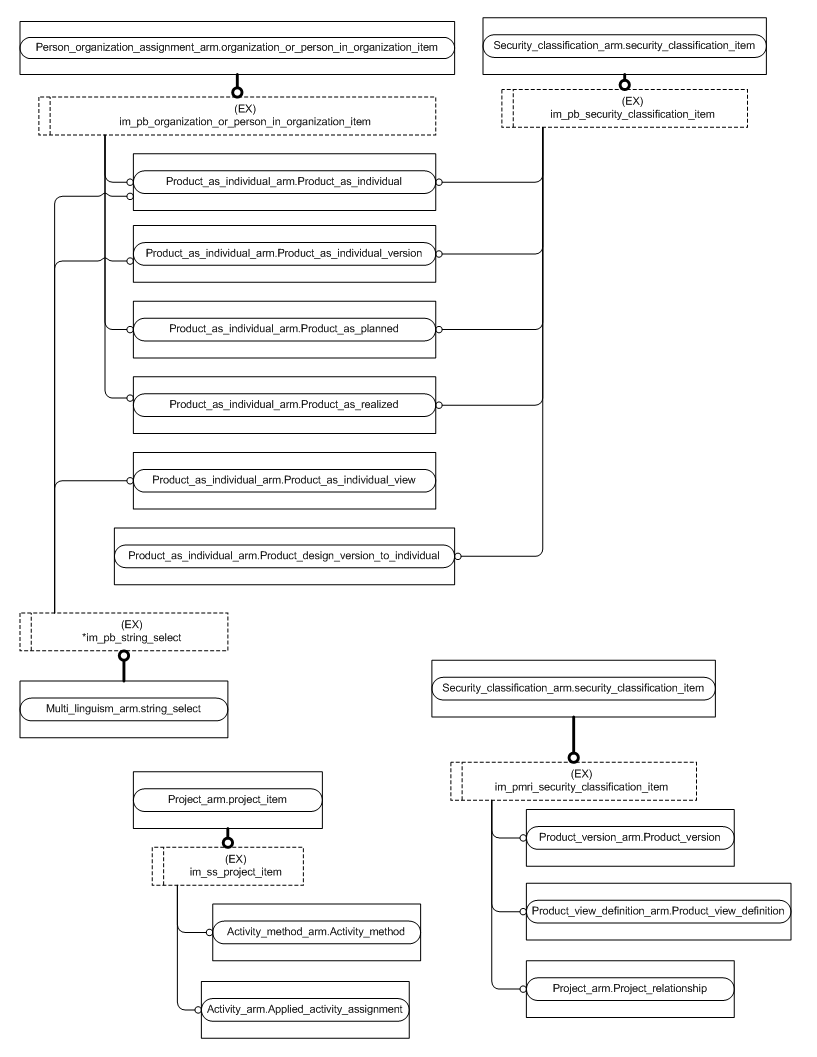 Person_organization_assignment_arm.organization_or_person_in_organization_item
Security_classification_arm.security_classification_item
(EX)
im_pb_organization_or_person_in_organization_item
(EX)
im_pb_security_classification_item
Product_as_individual_arm.Product_as_individual
Product_as_individual_arm.Product_as_individual_version
Product_as_individual_arm.Product_as_planned
Product_as_individual_arm.Product_as_realized
Product_as_individual_arm.Product_as_individual_view
Product_as_individual_arm.Product_design_version_to_individual
(EX)
*im_pb_string_select
Multi_linguism_arm.string_select
Security_classification_arm.security_classification_item
(EX)
im_pmri_security_classification_item
Project_arm.project_item
(EX)
im_ss_project_item
Product_version_arm.Product_version
Product_view_definition_arm.Product_view_definition
Activity_method_arm.Activity_method
Project_arm.Project_relationship
Activity_arm.Applied_activity_assignment